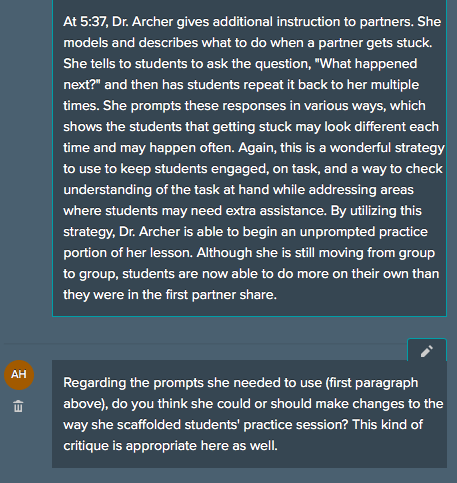 At 5:37, Dr. Archer gives additional instruction to partners. She
models and describes what to do when a partner gets stuck.
She tells to students to ask the question, "What happened
next?" and then has students repeat it back to her multiple
times. She prompts these responses in various ways, which
shows the students that getting stuck may look different each
time and may happen often. Again, this is a wonderful strategy
to use to keep students engaged, on task, and a way to check
understanding of the task at hand while addressing areas
where students may need extra assistance. By utilizing this
strategy, Dr. Archer is able to begin an unprompted practice
portion of her lesson. Although she is still moving from group
to group, students are now able to do more on their own than
they were in the first partner share.
AH
Regarding the prompts she needed to use (first paragraph
above), do you think she could or should make changes to the
way she scaffolded students' practice session? This kind of
critique is appropriate here as well.